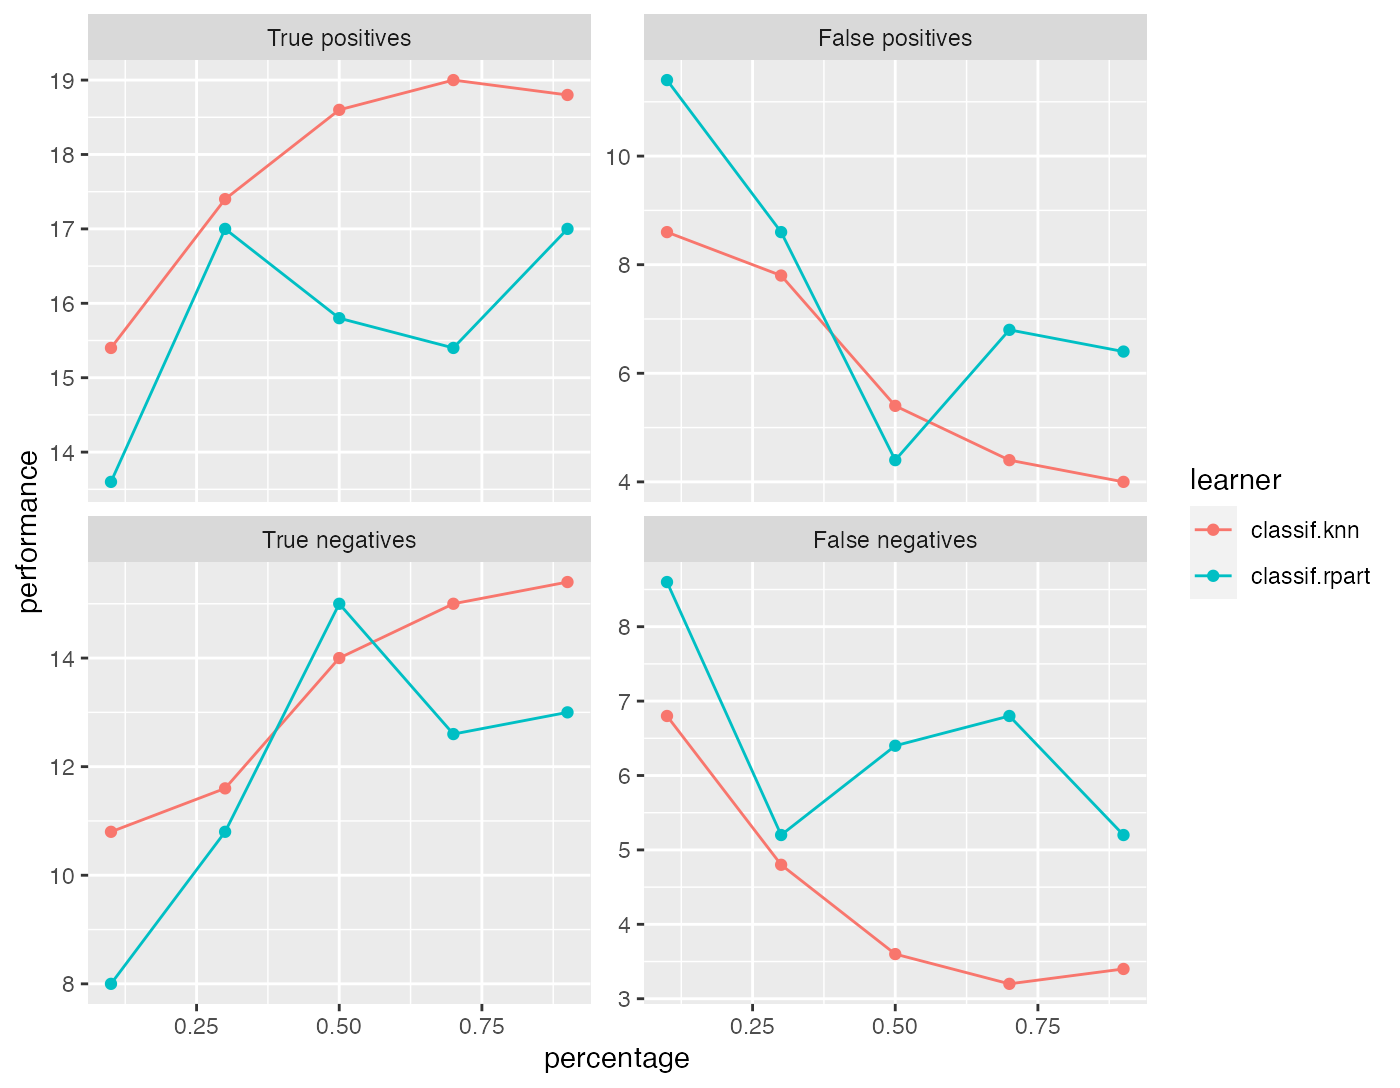 True positives
False positives
19
18
17
16
15
14
10
8
6
4
performance
True negatives
False negatives
14
12
10
8
8
7
6
5
4
3
0.25
0.50
0.75
0.25
0.50
0.75
percentage
learner
classif.knn
classif.rpart